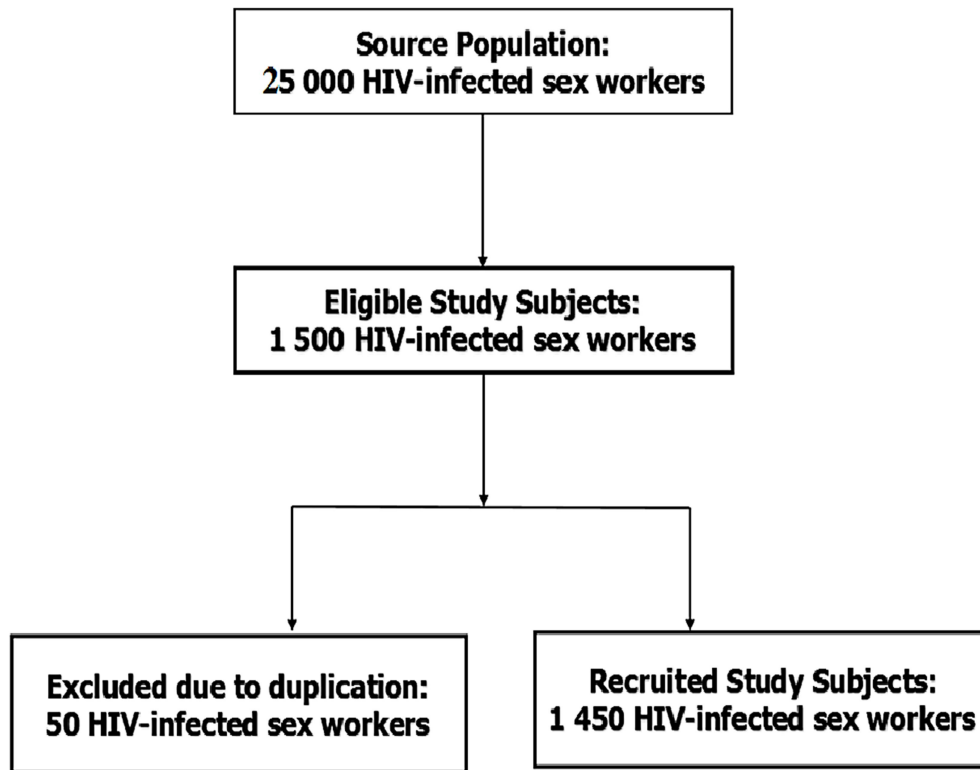 Source Population:
25 000 HIV-infected sex workers
Eligible Study Subjects:
1 500 HIV-infected sex workers
Excluded due to duplication:
50 HIV-infected sex workers
Recruited Study Subjects:
1 450 HIV-infected sex workers